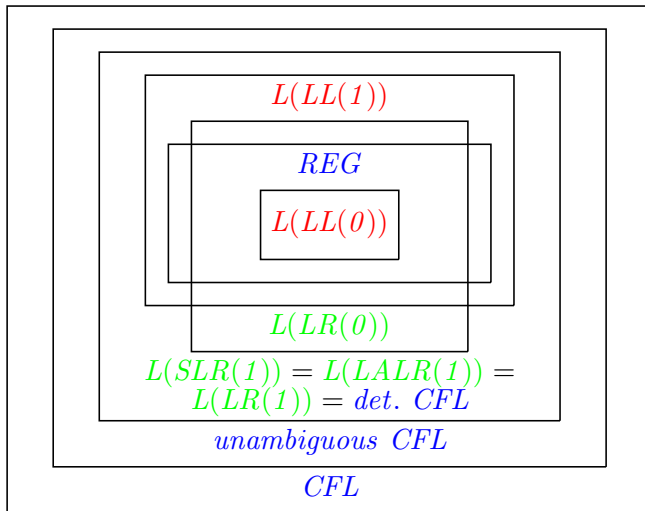 L(LL(1))
REG
L(LL(0))
L(LR(0))
L(SLR(1)) = L(LALR(1)) =
L(LR(1)) = det. CFL
unambiguous CFL
CFL